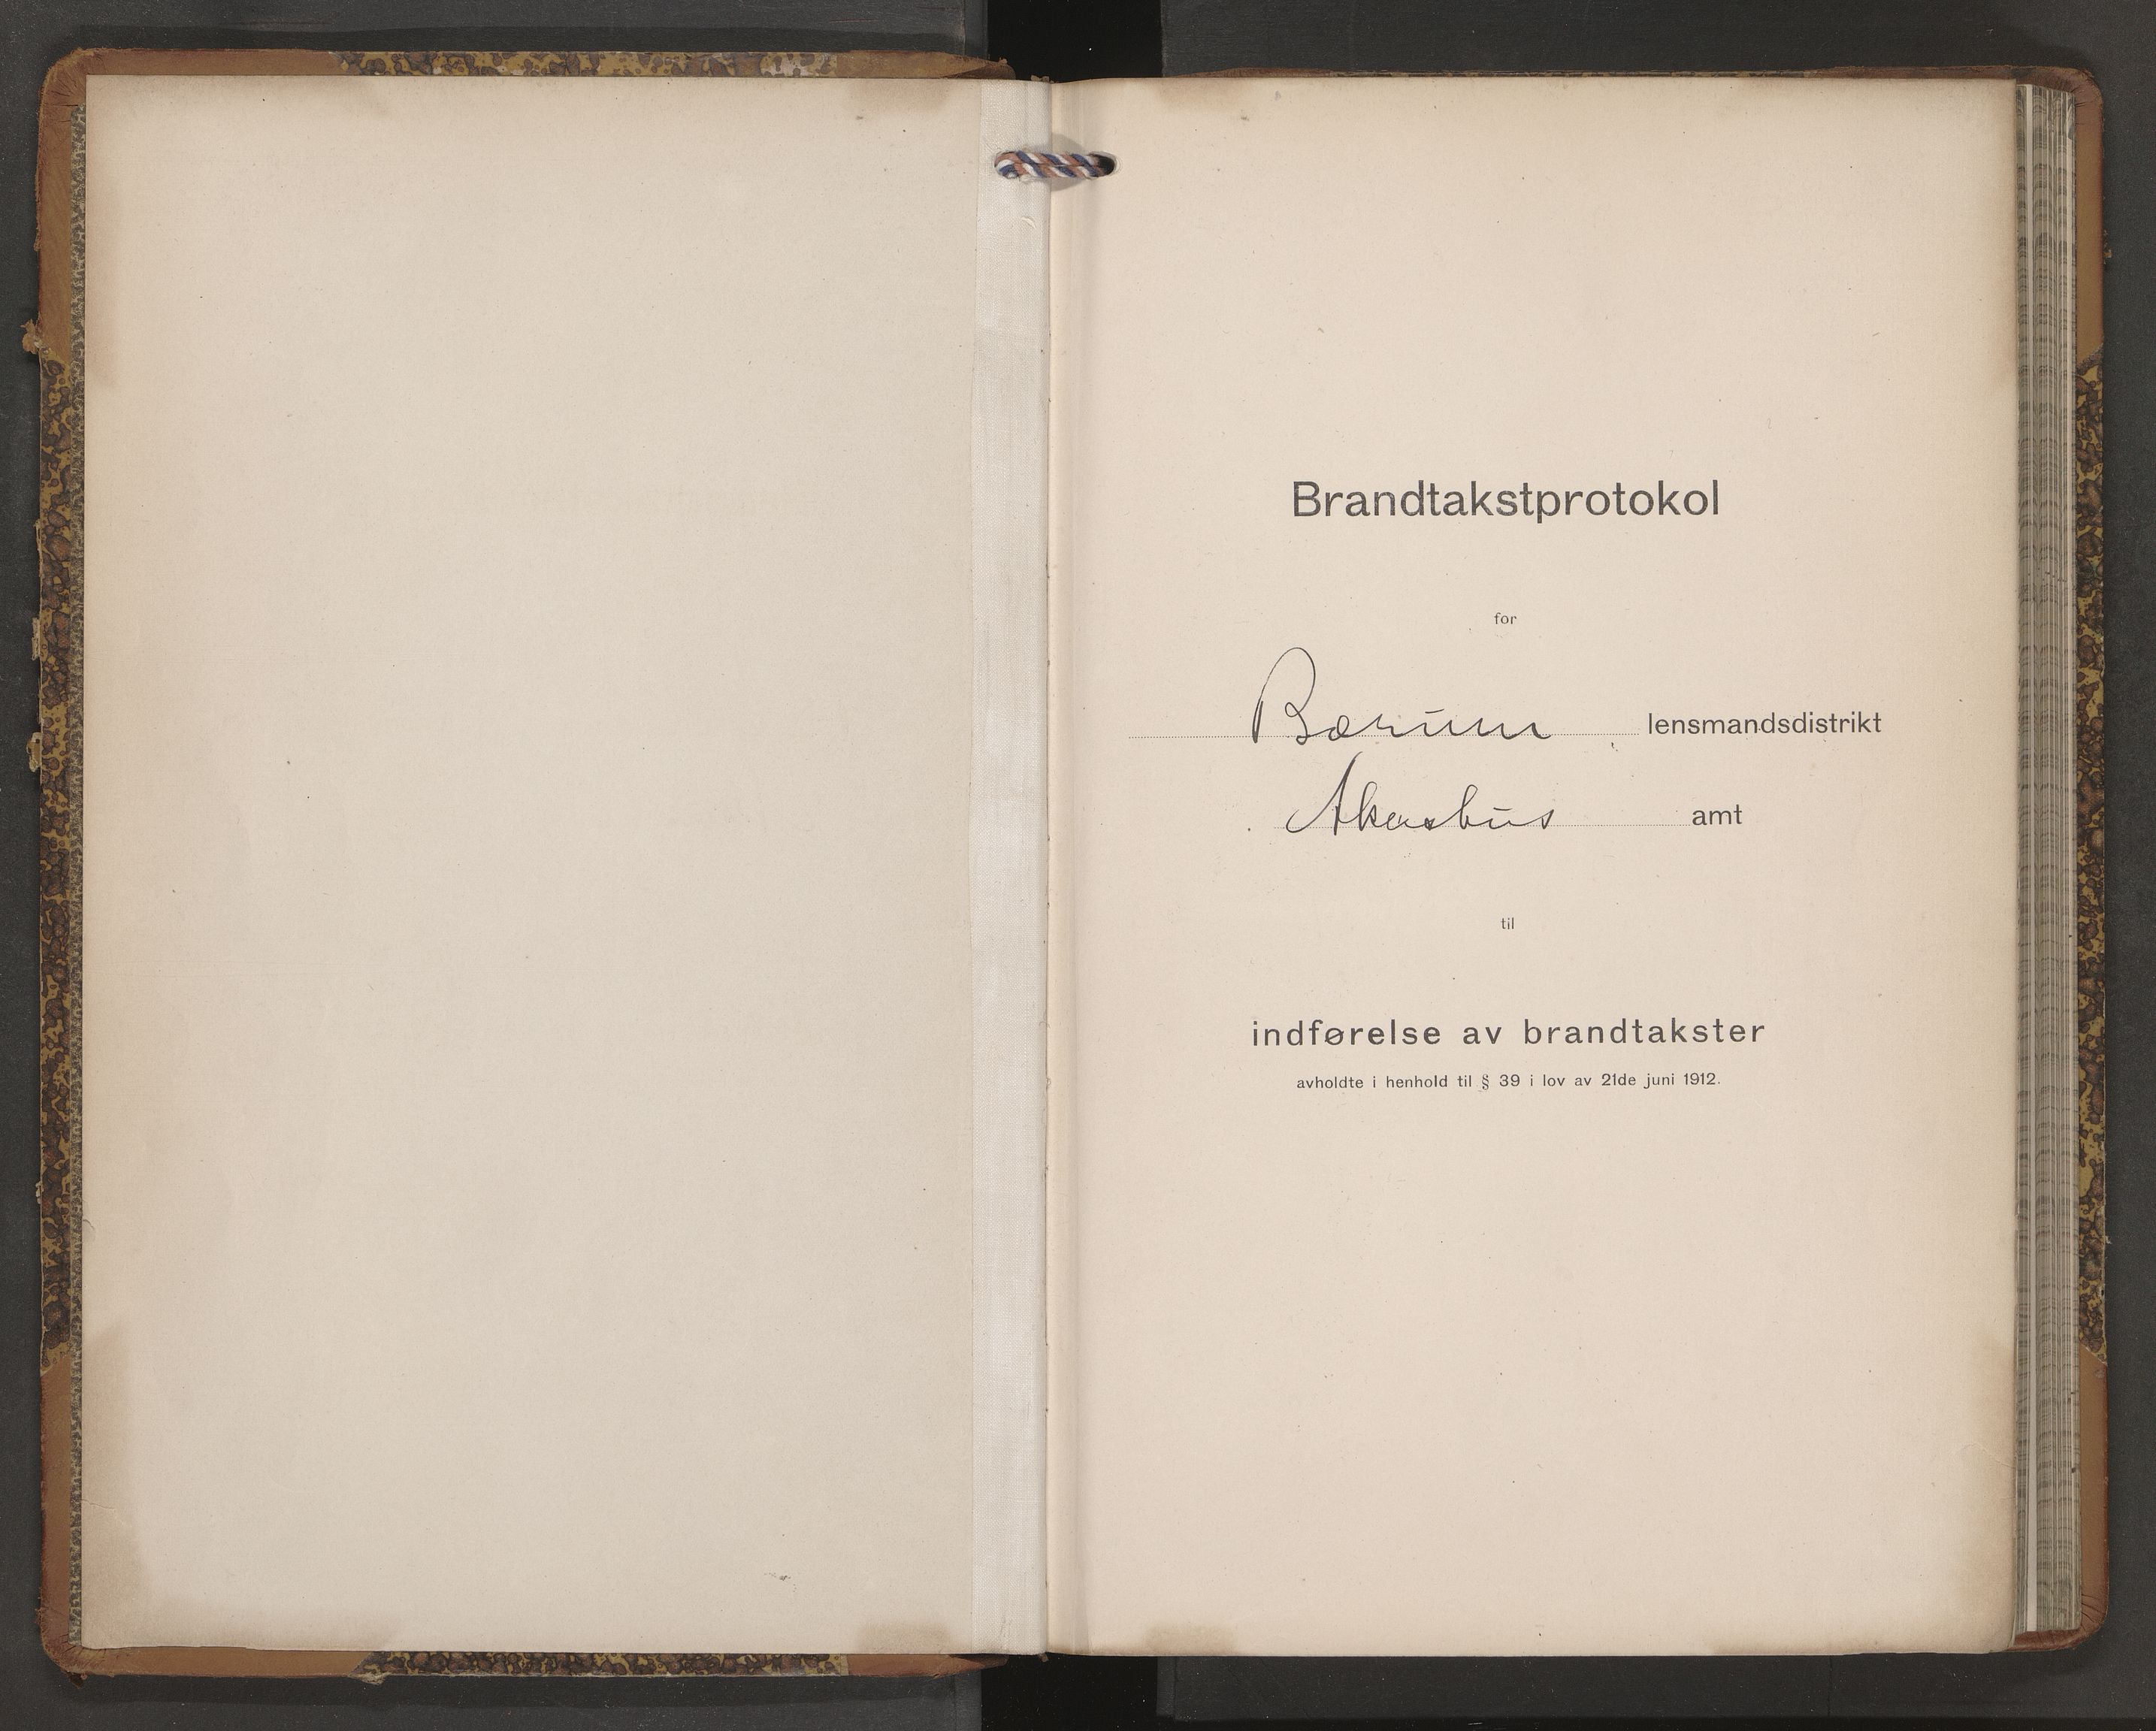 Brandtakstprotokol
for
Bærum lensmandsdistrikt
Akershus amt
til
indførelse av brandtakster
avholdte i henhold til § 39 i lov av 21de juni 1912.